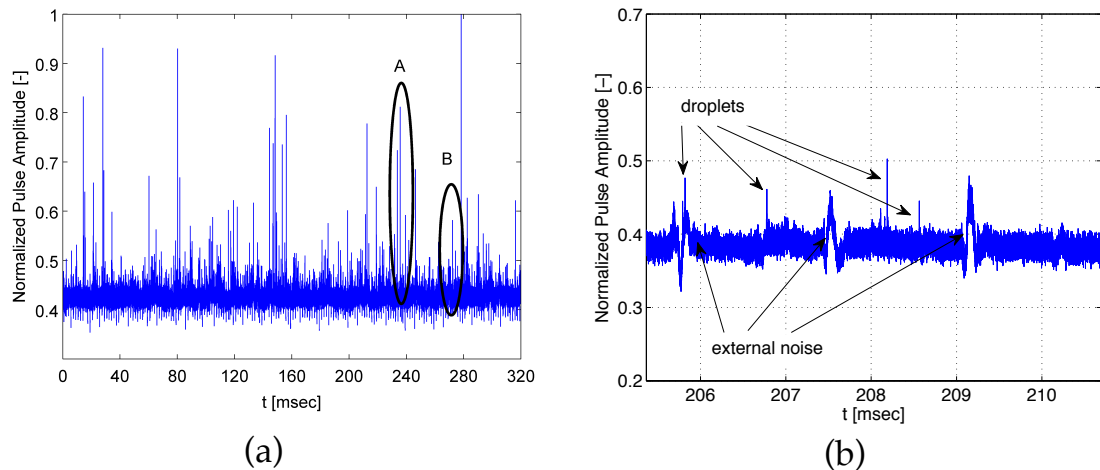 Normalized Pulse Amplitude [-]
1
0.9
0.8
0.7
0.6
0.5
0.4
A
B
0 40 80 120 160 200 240 280 320
t [msec]
(a)
Normalized Pulse Amplitude [−]
0.7
0.6
0.5
0.4
0.3
0.2
droplets
external noise
206 207 208 209 210
t [msec]
(b)